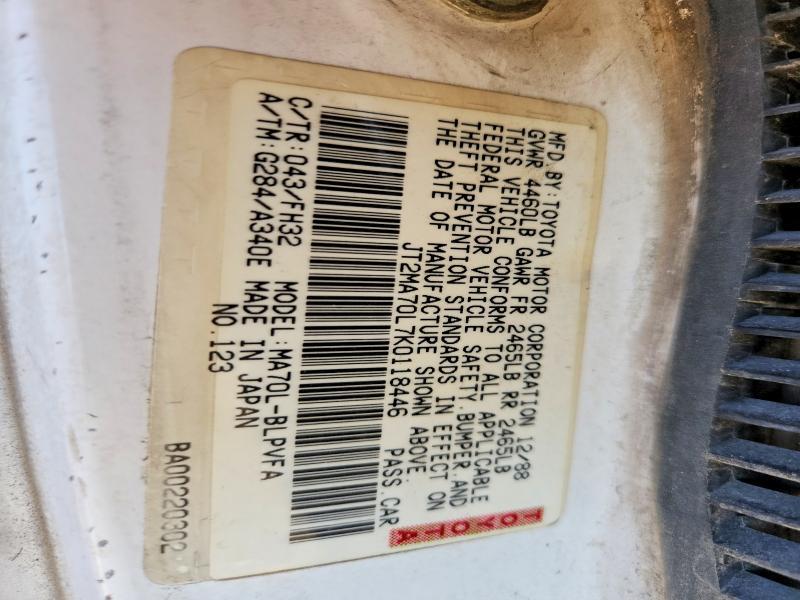 MFD.BY:TOYOTA MOTOR CORPORATION 12/88
GVWR 4460LB GAWR FR 2465LB RR 2465LB
THIS VEHICLE CONFORMS TO ALL APPLICABLE
FEDERAL MOTOR VEHICLE SAFETY,BUMPER,AND
THEFT PREVENTION STANDARDS IN EFFECT ON
THE DATE OF MANUFACTURE SHOWN ABOVE.
JT2MA70L7K0118446 PASS.CAR
TOYOTA
C/TR:043/FH32 MODEL:MA70L-BLPVFA
A/TM:G284/A340E MADE IN JAPAN
NO.123
BA00220302